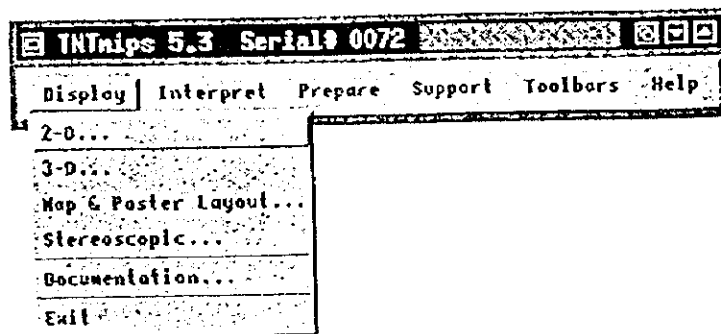 TNTmips 5.3 Serial# 0072
Display Interpret Prepare Support Toolbars Help
2-D...
3-D...
Map & Poster Layout...
Stereoscopic...
Documentation...
Exit